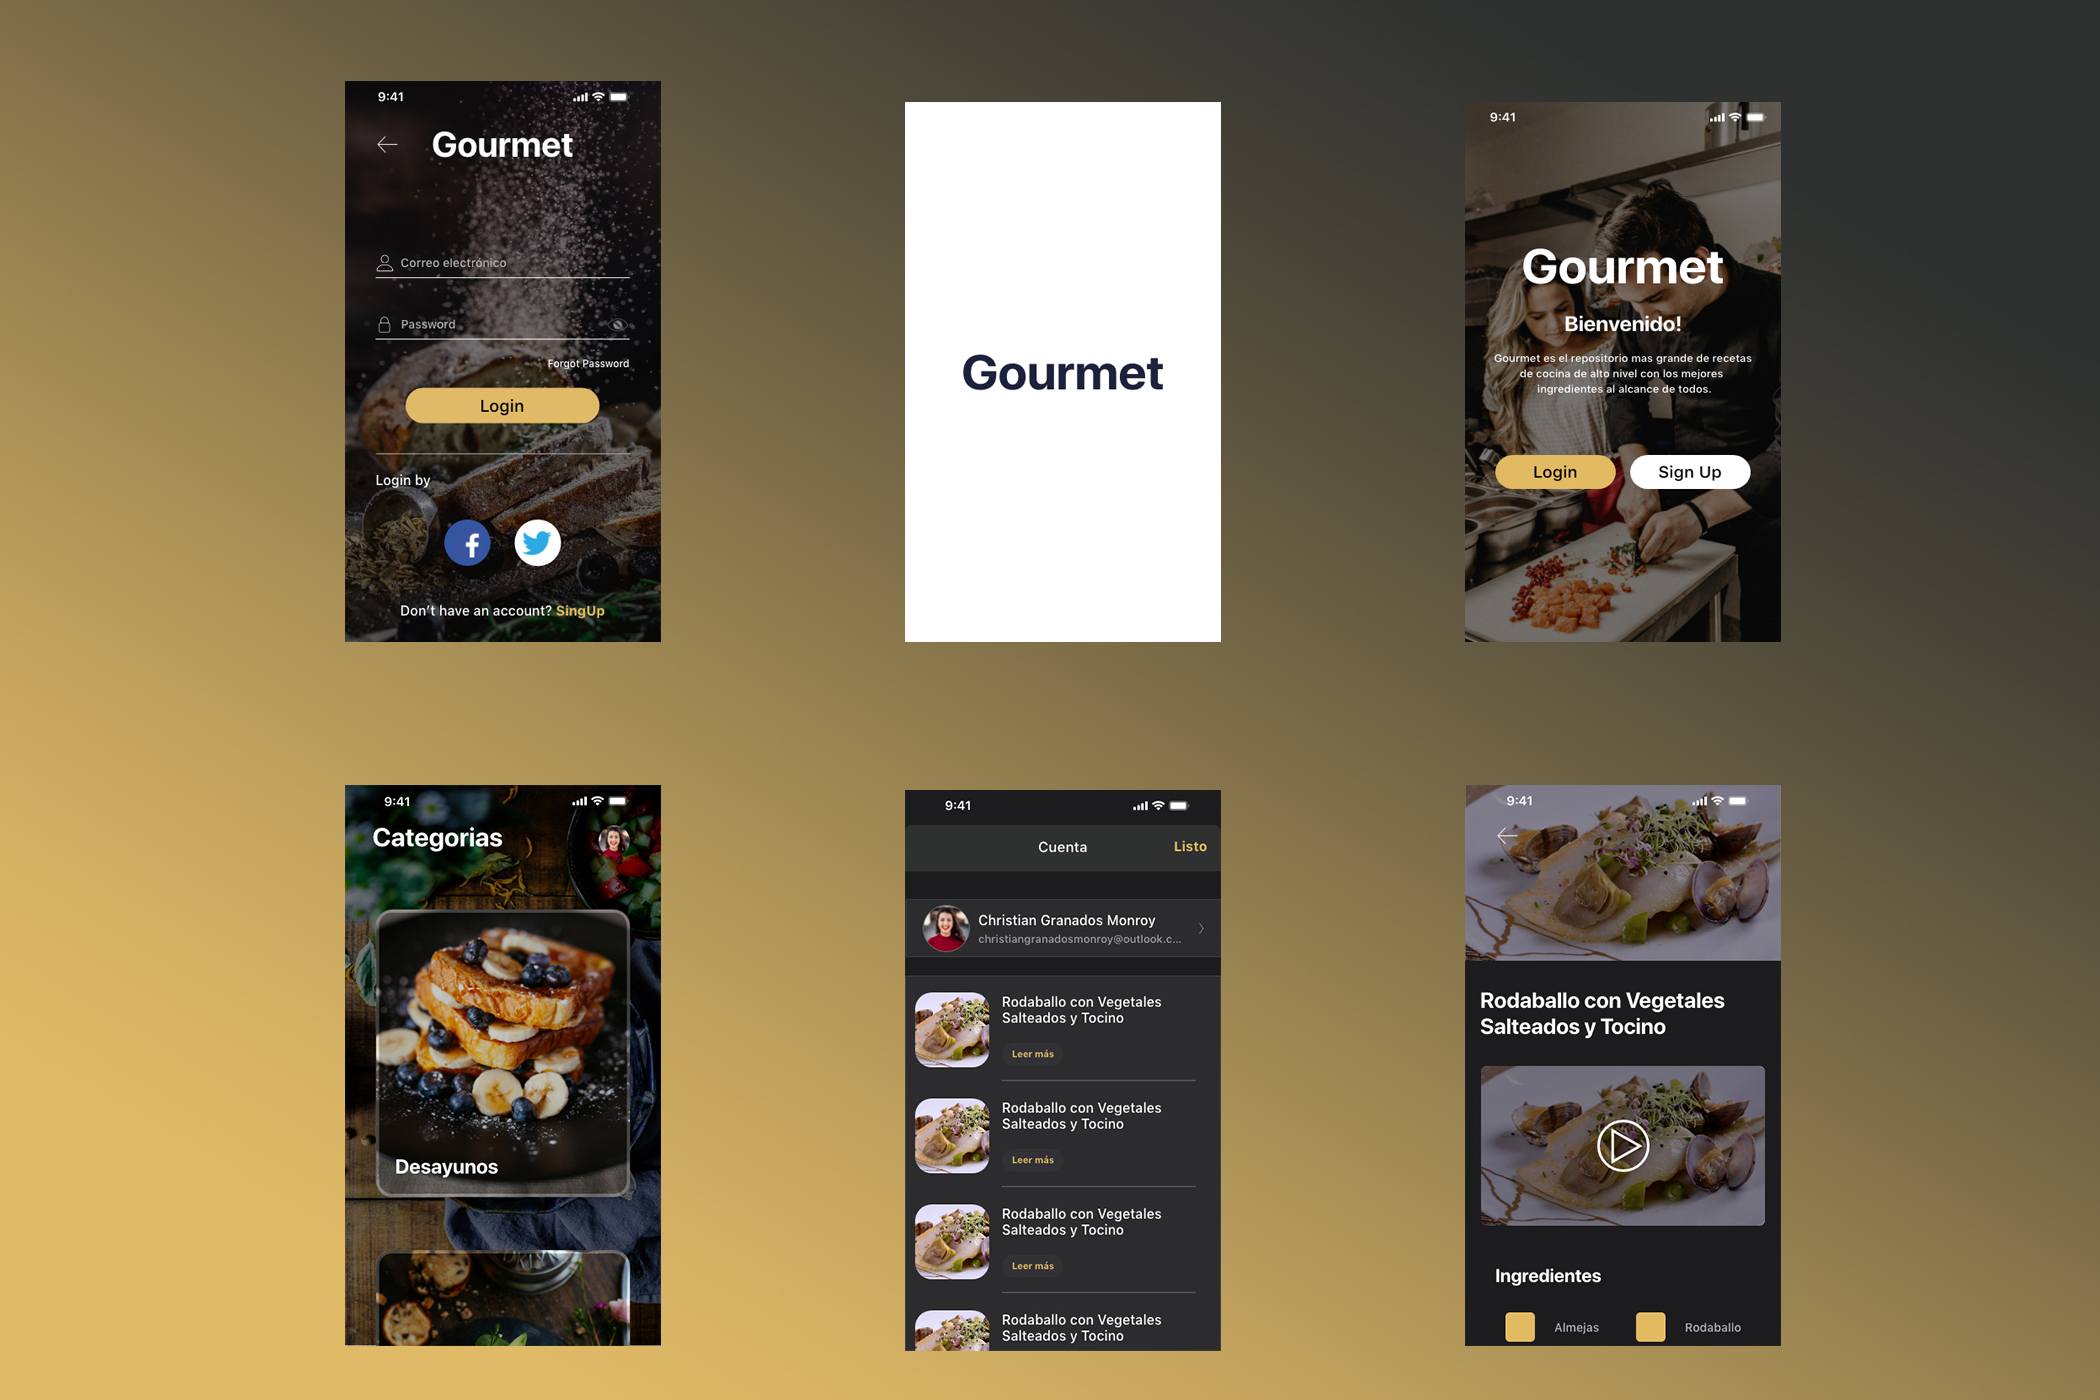 9:41
Gourmet
Correo electrónico
Password
Forgot Password
Login
Login by
Don't have an account? SingUp
Gourmet
9:41
Gourmet
Bienvenido!
Gourmet es el repositorio mas grande de recetas
de cocina de alto nivel con los mejores
ingredientes al alcance de todos.
Login
Sign Up
9:41
Categorias
Desayunos
9:41
Cuenta
Listo
Christian Granados Monroy
christiangranadosmonroy@outlook.c...
Rodaballo con Vegetales
Salteados y Tocino
Leer más
Rodaballo con Vegetales
Salteados y Tocino
Leer más
Rodaballo con Vegetales
Salteados y Tocino
Leer más
Rodaballo con Vegetales
Salteados y Tocino
9:41
Rodaballo con Vegetales
Salteados y Tocino
Ingredientes
Almejas
Rodaballo